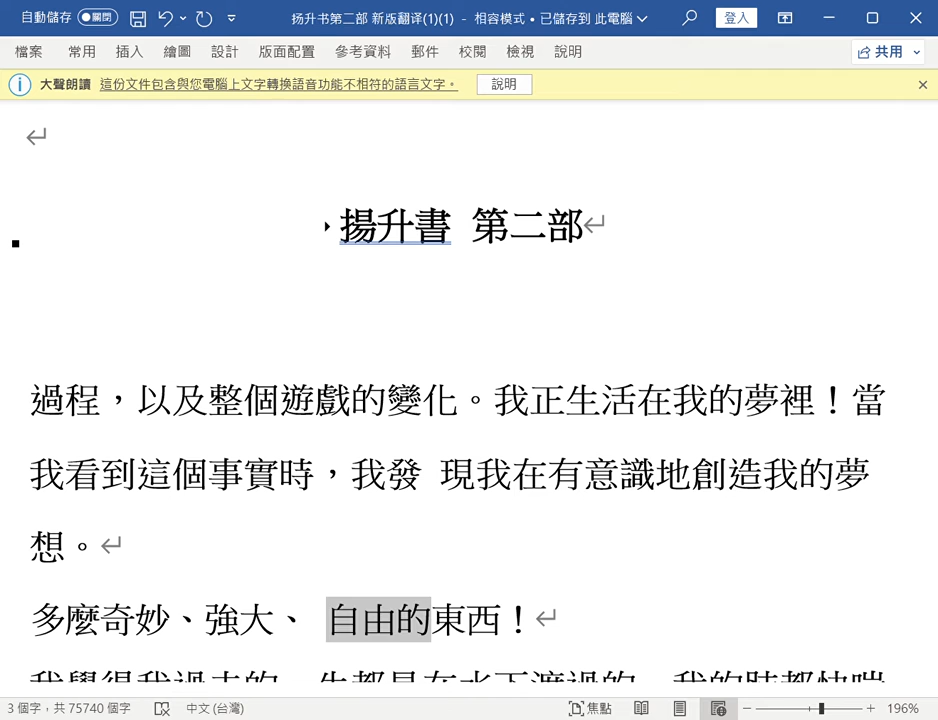 自動儲存 關閉 扬升书第二部 新版翻译(1)(1) - 相容模式 • 已儲存到 此電腦 登入
檔案 常用 插入 繪圖 設計 版面配置 參考資料 郵件 校閱 檢視 說明 共用
大聲朗讀 這份文件包含與您電腦上文字轉換語音功能不相符的語言文字。 說明
揚升書 第二部
過程，以及整個遊戲的變化。我正生活在我的夢裡！當
我看到這個事實時，我發 現我在有意識地創造我的夢
想。
多麼奇妙、強大、 自由的東西！
3 個字，共 75740 個字 中文 (台灣) 焦點 196%